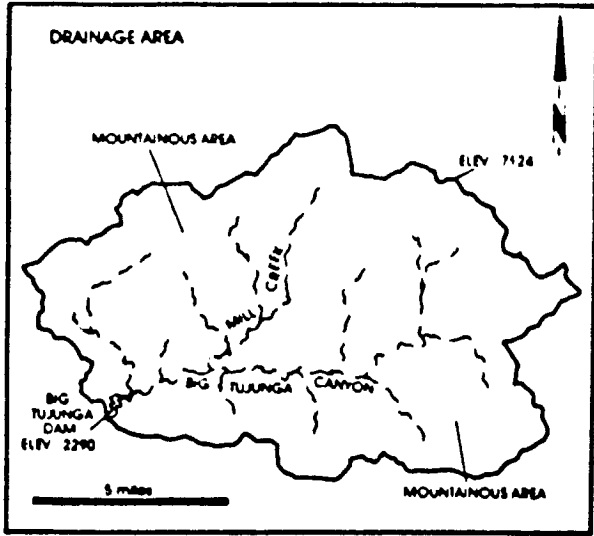 DRAINAGE AREA
MOUNTAINOUS AREA
ELEV 7124
MILL CREEK
BIG TUJUNGA CANYON
BIG
TUJUNGA
DAM
ELEV 2290
5 miles
MOUNTAINOUS AREA